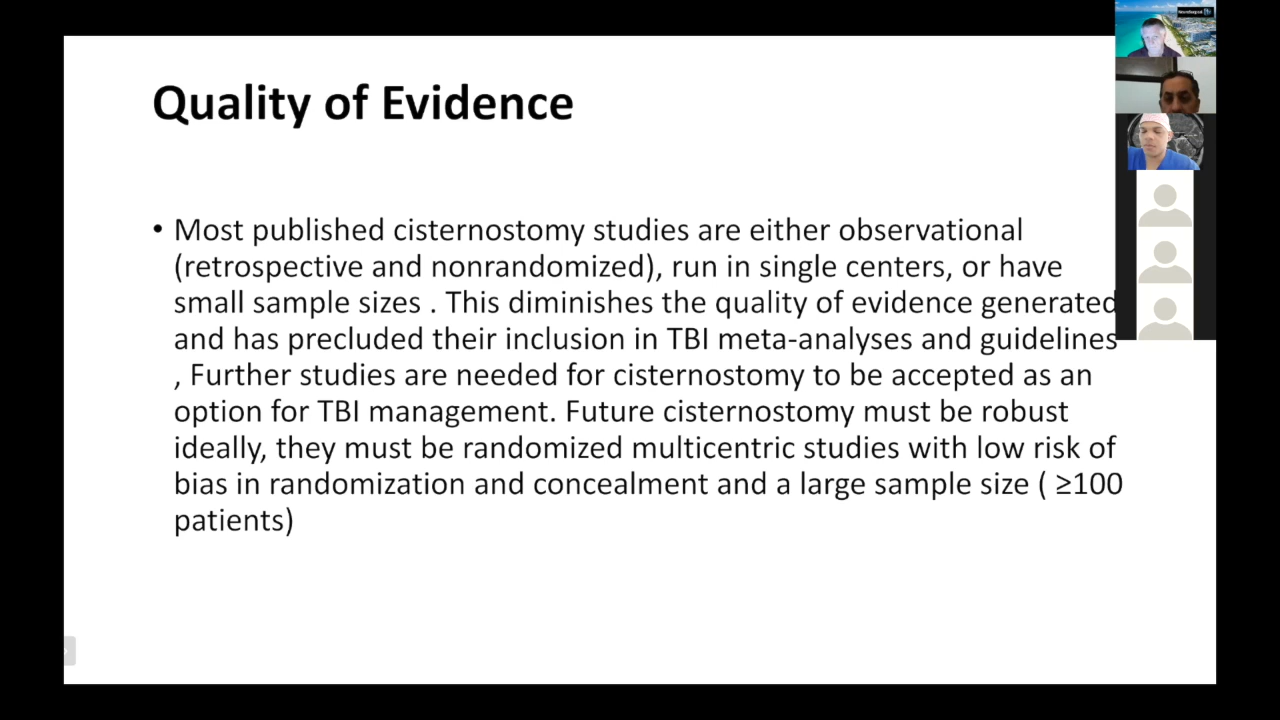 Quality of Evidence
• Most published cisternostomy studies are either observational
(retrospective and nonrandomized), run in single centers, or have
small sample sizes . This diminishes the quality of evidence generated
and has precluded their inclusion in TBI meta-analyses and guidelines
, Further studies are needed for cisternostomy to be accepted as an
option for TBI management. Future cisternostomy must be robust
ideally, they must be randomized multicentric studies with low risk of
bias in randomization and concealment and a large sample size ( ≥100
patients)